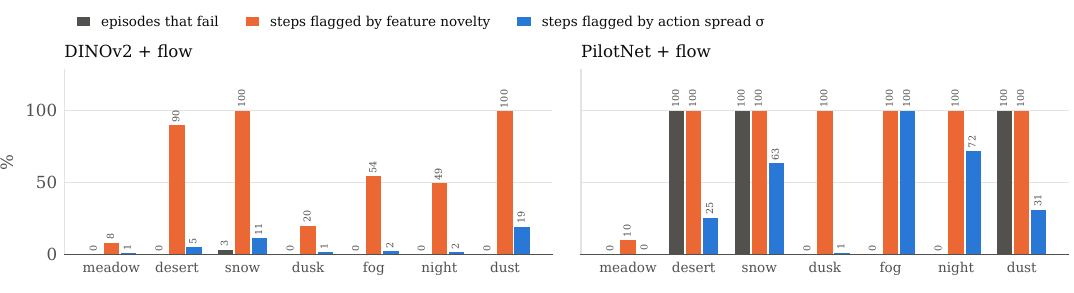 episodes that fail steps flagged by feature novelty steps flagged by action spread σ
DINOv2 + flow PilotNet + flow
%
100
50
0
0 8 1 0 90 5 3 100 11 0 20 1 0 54 2 0 49 2 0 100 19
meadow desert snow dusk fog night dust
0 10 0 100 100 25 100 100 63 0 100 1 0 100 100 0 100 72 100 100 31
meadow desert snow dusk fog night dust